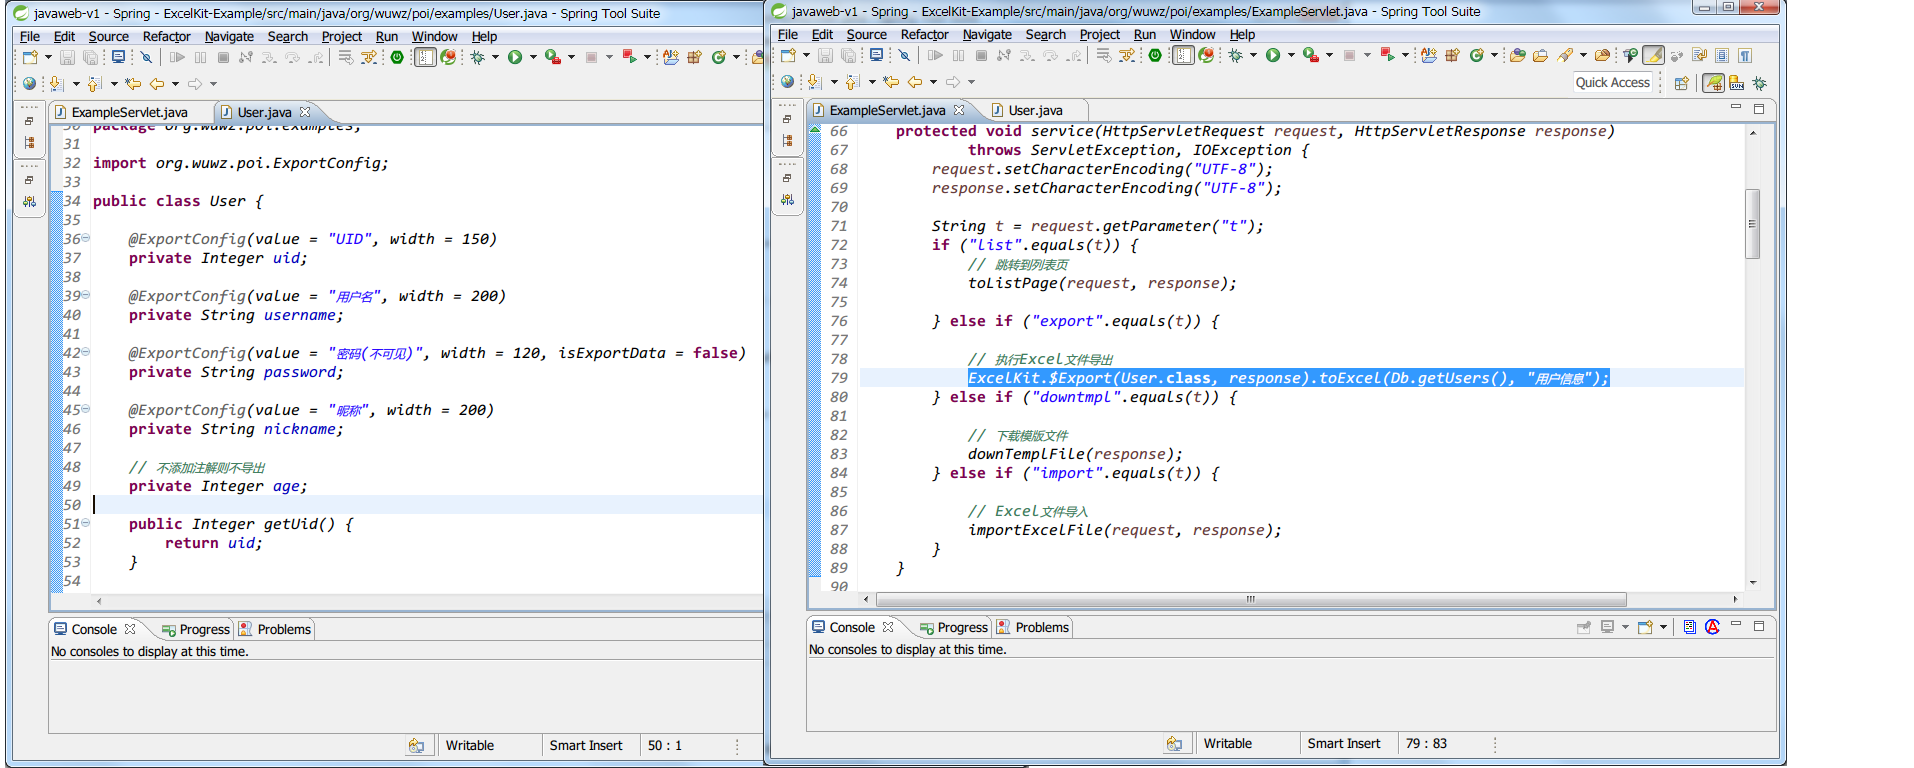 javaweb-v1 - Spring - ExcelKit-Example/src/main/java/org/wuwz/poi/examples/User.java - Spring Tool Suite
File Edit Source Refactor Navigate Search Project Run Window Help
ExampleServlet.java
User.java
30 package org.wuwz.poi.examples;
31
32 import org.wuwz.poi.ExportConfig;
33
34 public class User {
35
36 @ExportConfig(value = "UID", width = 150)
37 private Integer uid;
38
39 @ExportConfig(value = "用户名", width = 200)
40 private String username;
41
42 @ExportConfig(value = "密码(不可见)", width = 120, isExportData = false)
43 private String password;
44
45 @ExportConfig(value = "昵称", width = 200)
46 private String nickname;
47
48 // 不添加注解则不导出
49 private Integer age;
50
51 public Integer getUid() {
52 return uid;
53 }
54
Console Progress Problems
No consoles to display at this time.
Writable Smart Insert 50 : 1
javaweb-v1 - Spring - ExcelKit-Example/src/main/java/org/wuwz/poi/examples/ExampleServlet.java - Spring Tool Suite
File Edit Source Refactor Navigate Search Project Run Window Help
Quick Access
ExampleServlet.java
User.java
66 protected void service(HttpServletRequest request, HttpServletResponse response)
67 throws ServletException, IOException {
68 request.setCharacterEncoding("UTF-8");
69 response.setCharacterEncoding("UTF-8");
70
71 String t = request.getParameter("t");
72 if ("list".equals(t)) {
73 // 跳转到列表页
74 toListPage(request, response);
75
76 } else if ("export".equals(t)) {
77
78 // 执行Excel文件导出
79 ExcelKit.$Export(User.class, response).toExcel(Db.getUsers(), "用户信息");
80 } else if ("downtmpl".equals(t)) {
81
82 // 下载模版文件
83 downTemplFile(response);
84 } else if ("import".equals(t)) {
85
86 // Excel文件导入
87 importExcelFile(request, response);
88 }
89 }
90
Console Progress Problems
No consoles to display at this time.
Writable Smart Insert 79 : 83